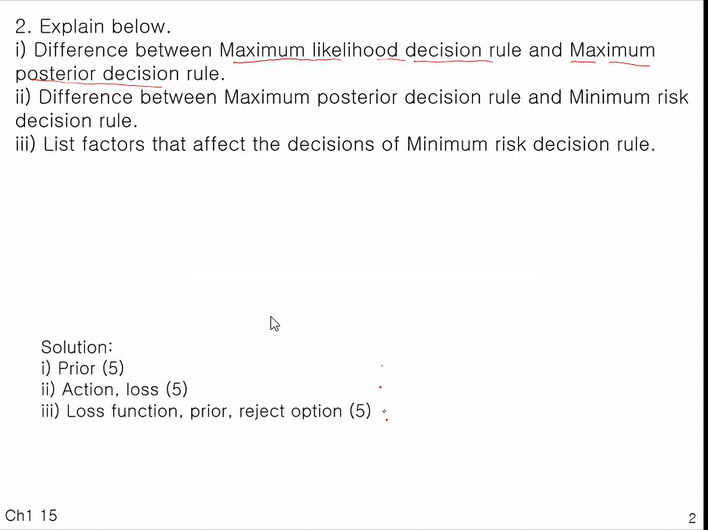 2. Explain below.
i) Difference between Maximum likelihood decision rule and Maximum
posterior decision rule.
ii) Difference between Maximum posterior decision rule and Minimum risk
decision rule.
iii) List factors that affect the decisions of Minimum risk decision rule.
Solution:
i) Prior (5)
ii) Action, loss (5)
iii) Loss function, prior, reject option (5)
Ch1 15
2